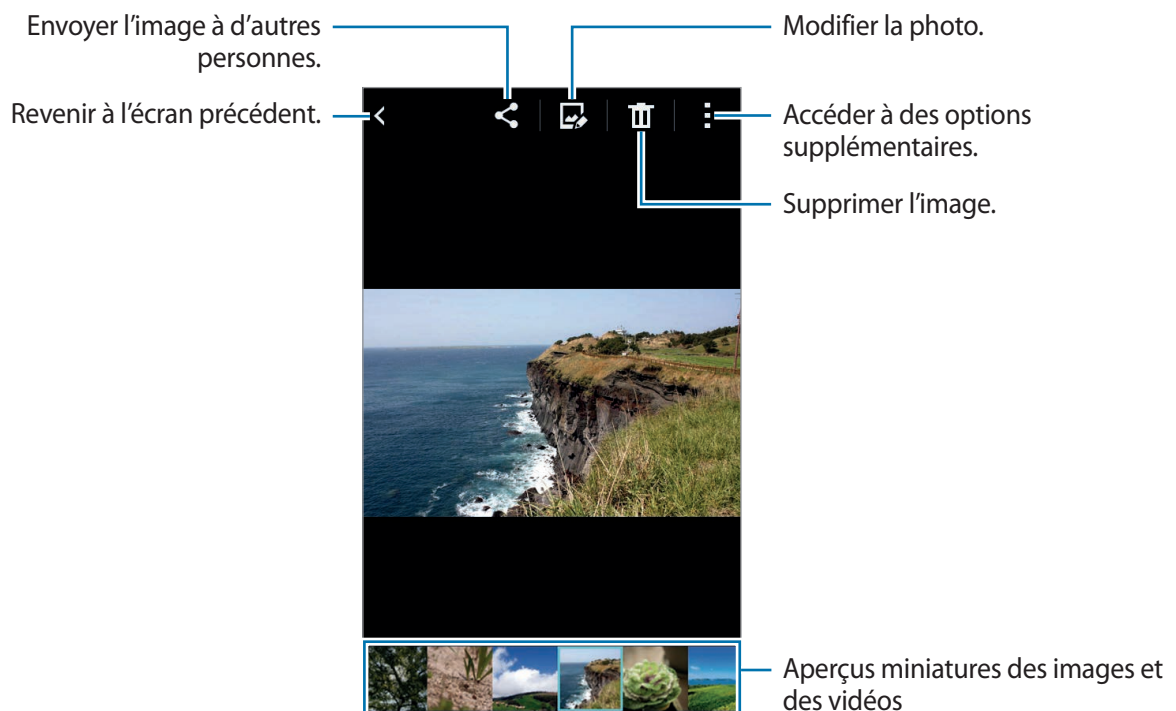 Envoyer l’image à d’autres
personnes.
Modifier la photo.
Revenir à l’écran précédent.
Accéder à des options
supplémentaires.
Supprimer l’image.
Aperçus miniatures des images et
des vidéos